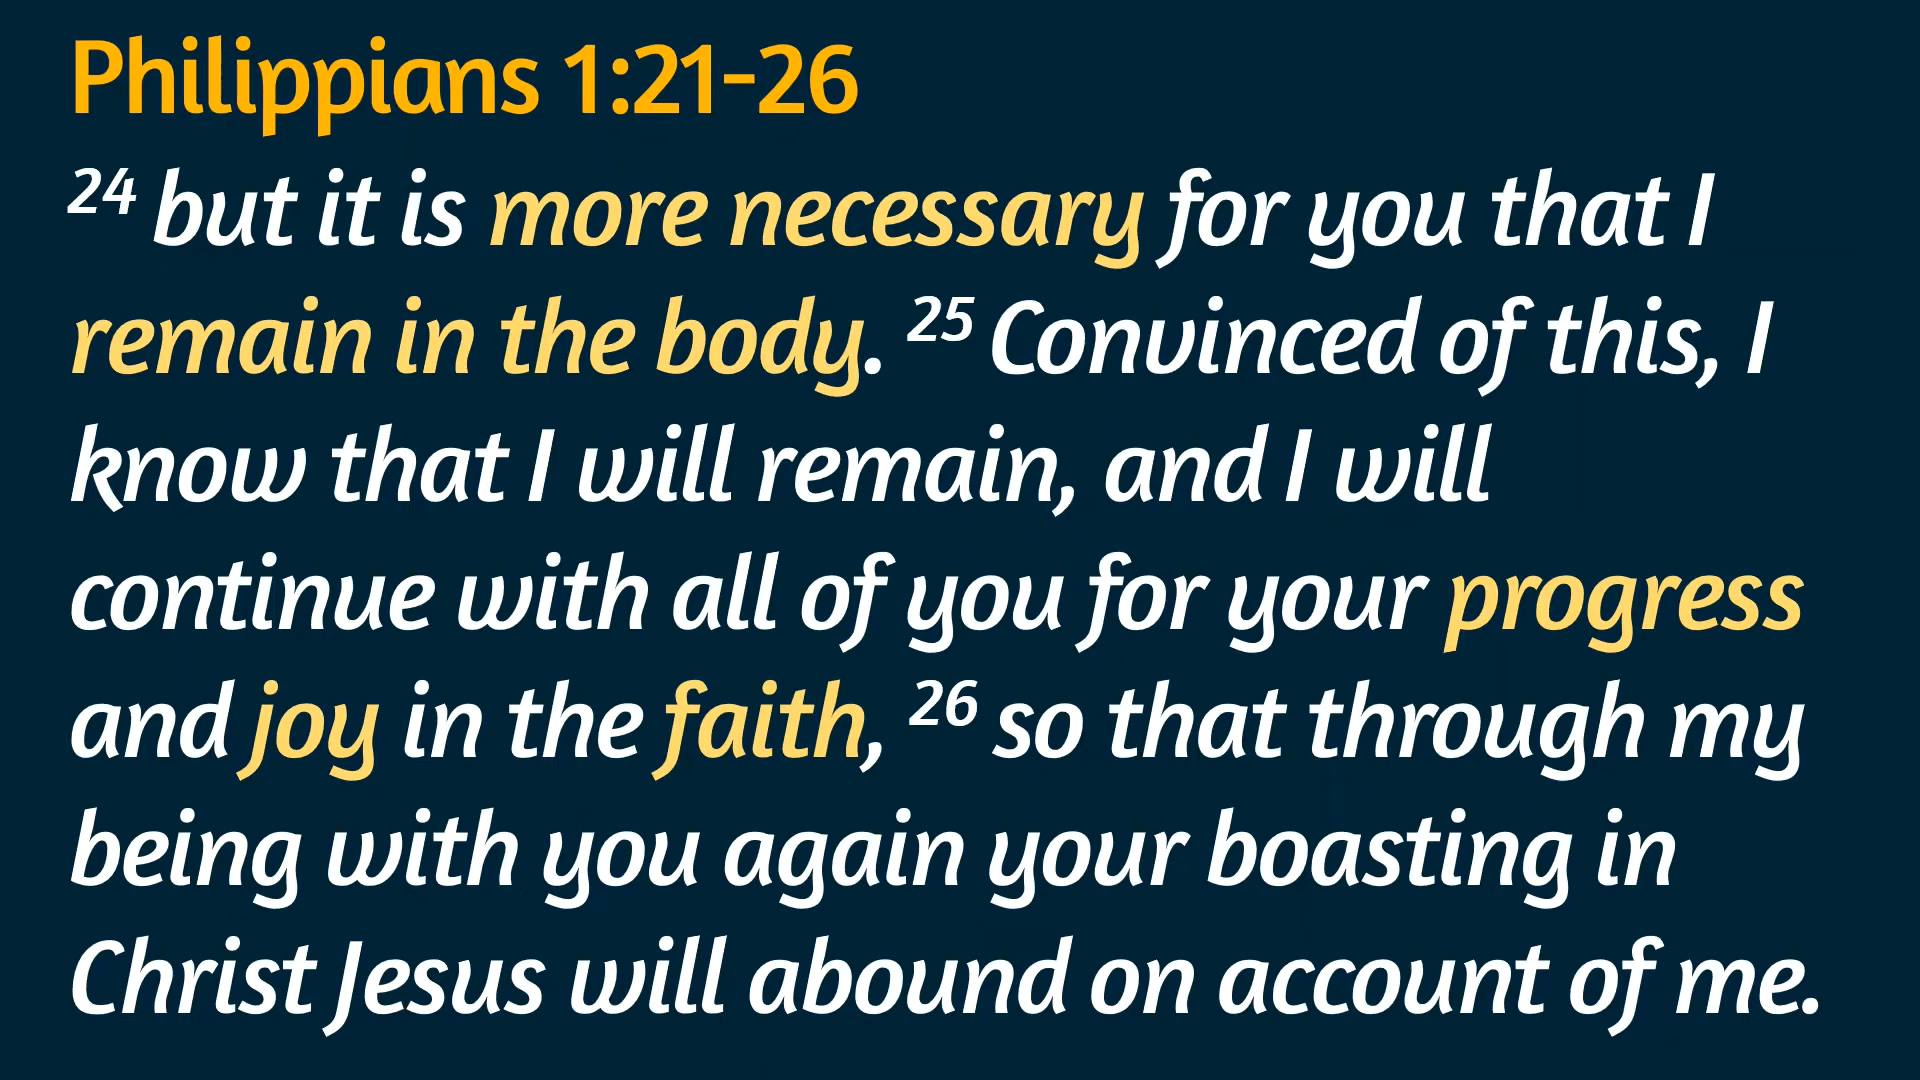 Philippians 1:21-26
24 but it is more necessary for you that I
remain in the body. 25 Convinced of this, I
know that I will remain, and I will
continue with all of you for your progress
and joy in the faith, 26 so that through my
being with you again your boasting in
Christ Jesus will abound on account of me.